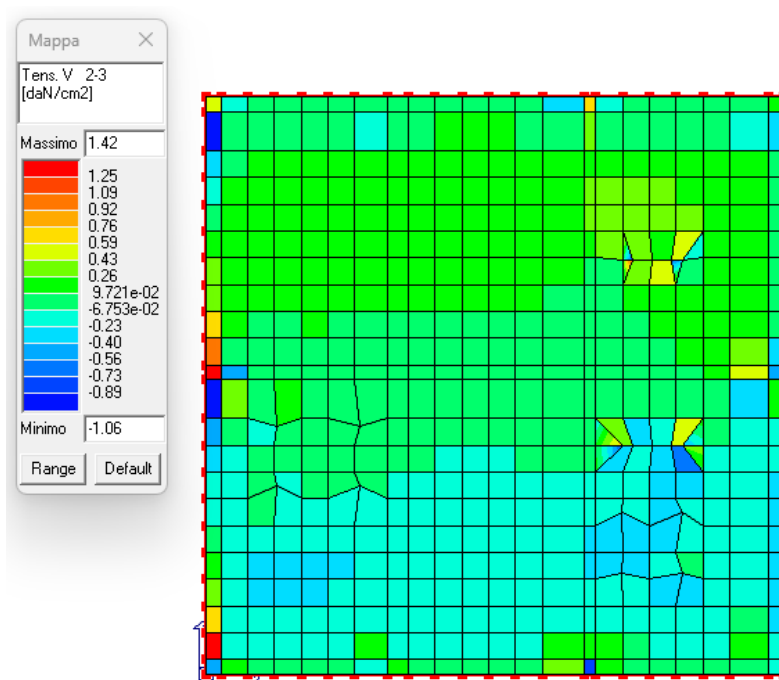 Mappa
Tens. V 2-3
[daN/cm2]
Massimo 1.42
1.25
1.09
0.92
0.76
0.59
0.43
0.26
9.721e-02
-6.753e-02
-0.23
-0.40
-0.56
-0.73
-0.89
Minimo -1.06
Range Default